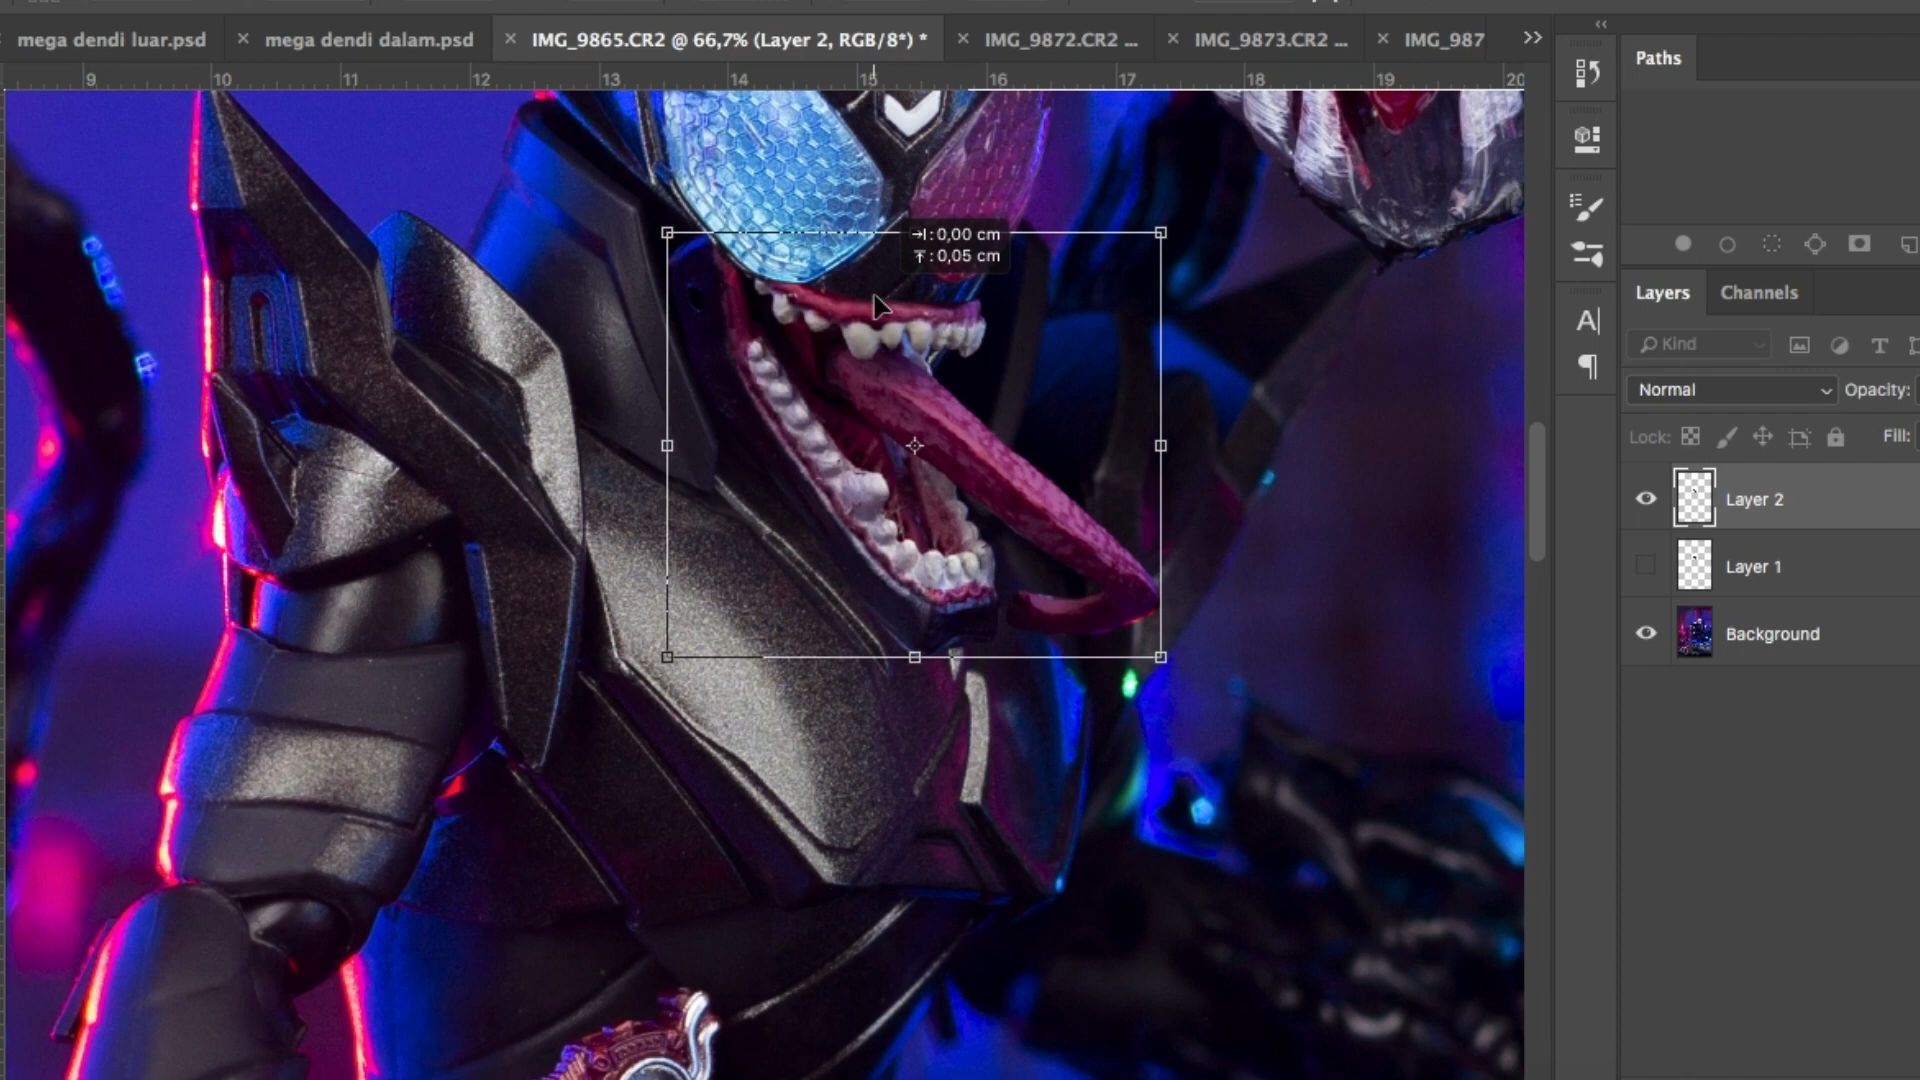 mega dendi luar.psd
mega dendi dalam.psd
IMG_9865.CR2 @ 66,7% (Layer 2, RGB/8*) *
IMG_9872.CR2 ...
IMG_9873.CR2 ...
IMG_987
9 10 11 12 13 14 15 16 17 18 19 20
Paths
→I : 0,00 cm
: 0,05 cm
Layers
Channels
Kind
Normal
Opacity:
Lock:
Fill:
Layer 2
Layer 1
Background